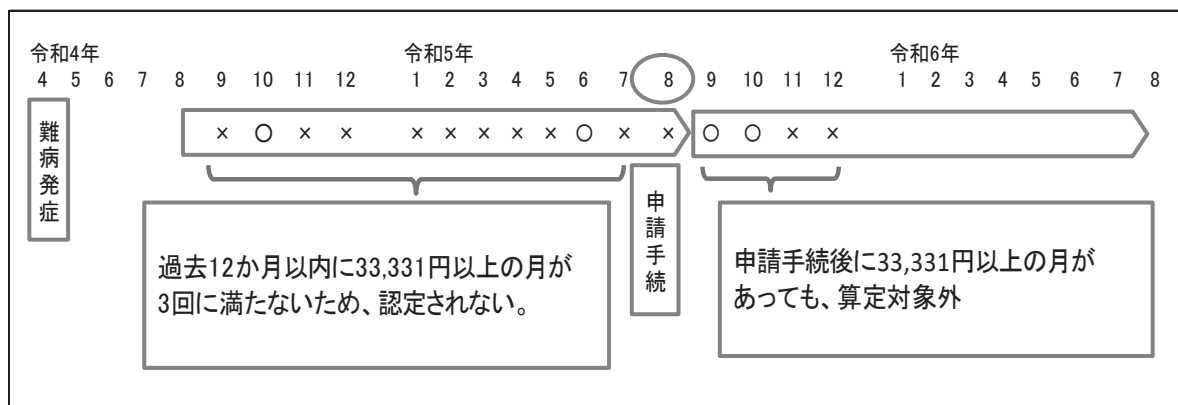 令和4年 令和5年 令和6年
4 5 6 7 8 9 10 11 12 1 2 3 4 5 6 7 8 9 10 11 12 1 2 3 4 5 6 7 8
× ○ × × × × × × × ○ × × ○ ○ × ×
難病発症
申請手続
過去12か月以内に33,331円以上の月が
3回に満たないため、認定されない。
申請手続後に33,331円以上の月が
あっても、算定対象外